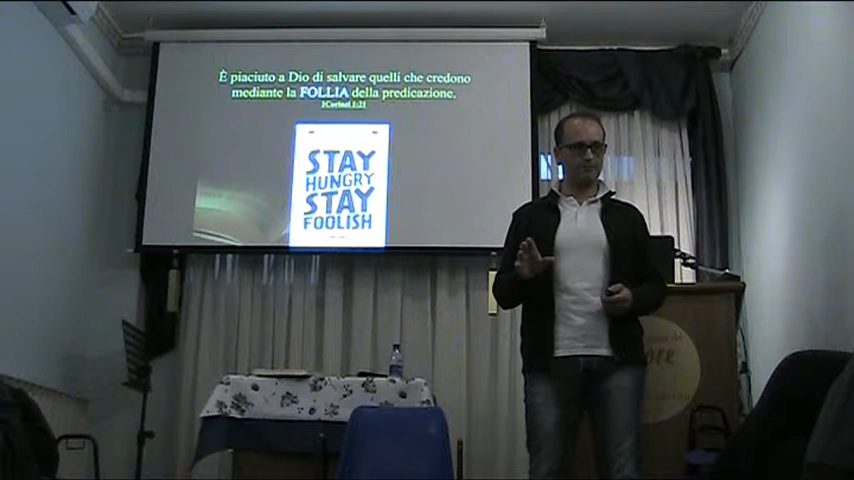 È piaciuto a Dio di salvare quelli che credono
mediante la FOLLIA della predicazione.
1Corinzi 1:21
STAY
HUNGRY
STAY
FOOLISH